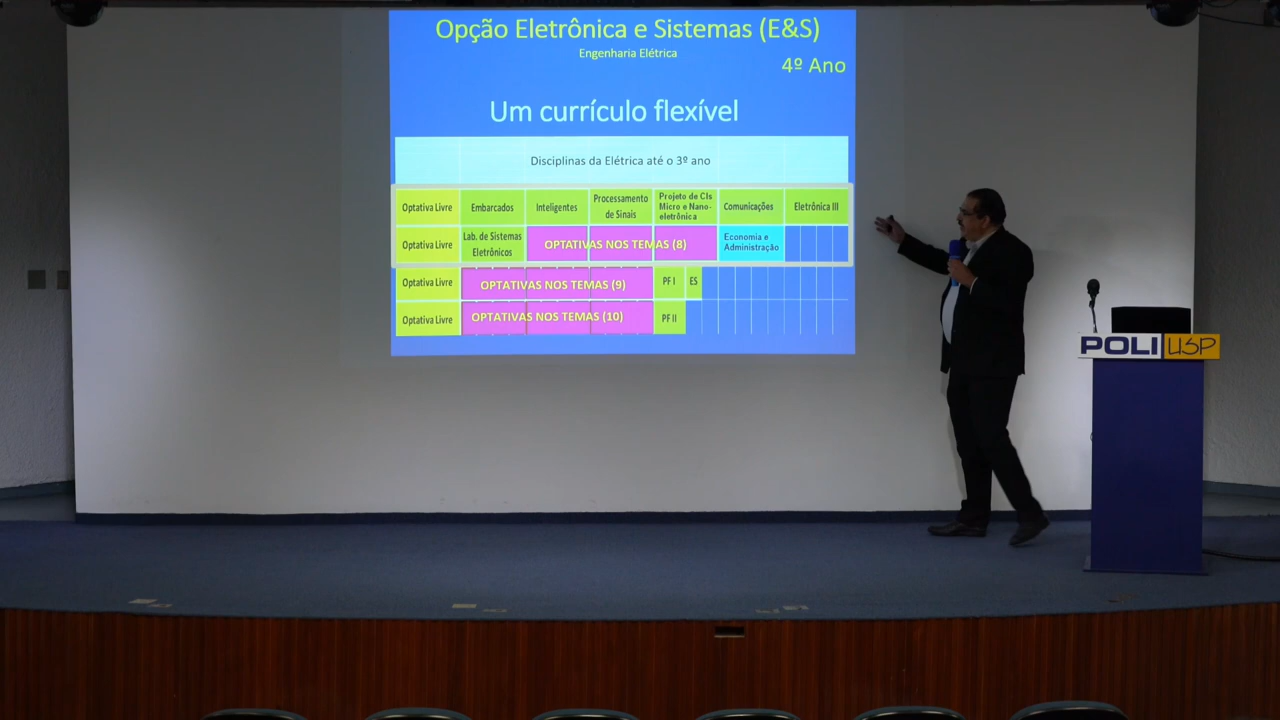 Opção Eletrônica e Sistemas (E&S)
Engenharia Elétrica
4º Ano
Um currículo flexível
Disciplinas da Elétrica até o 3º ano
Optativa Livre
Embarcados
Inteligentes
Processamento
de Sinais
Projeto de CIs
Micro e Nano-
eletrônica
Comunicações
Eletrônica III
Optativa Livre
Lab. de Sistemas
Eletrônicos
OPTATIVAS NOS TEMAS (8)
Economia e
Administração
Optativa Livre
OPTATIVAS NOS TEMAS (9)
PF I
ES
Optativa Livre
OPTATIVAS NOS TEMAS (10)
PF II
POLI USP